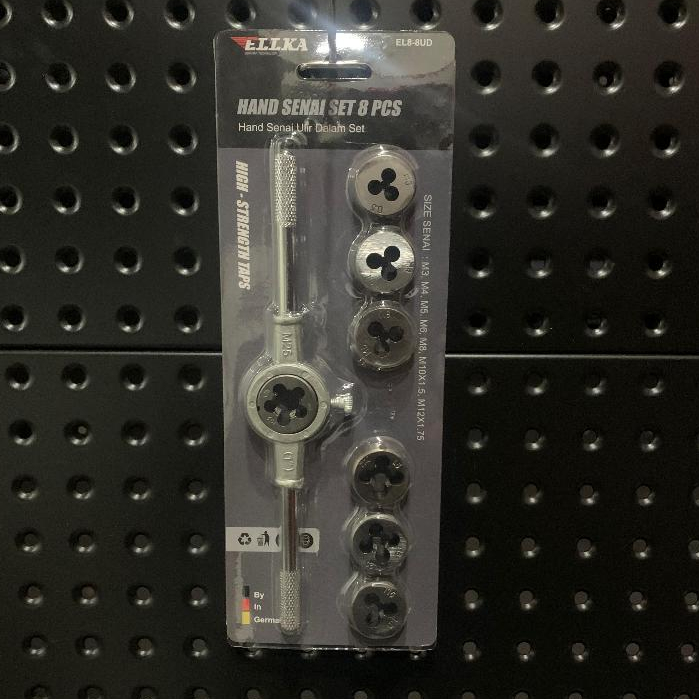 ELLKA
EL8-8UD
HAND SENAI SET 8 PCS
Hand Senai Ulir Dalam Set
HIGH - STRENGTH TAPS
SIZE SENAI : M3, M4, M5, M6, M8, M10X1.5, M12X1.75
M25
By
In